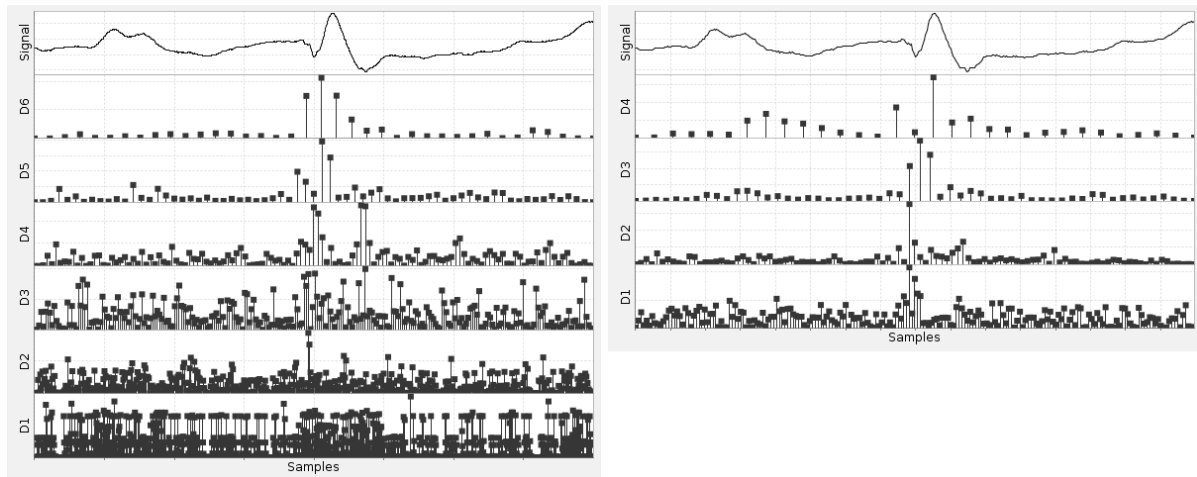 Signal
D6
D5
D4
D3
D2
D1
Samples
Signal
D4
D3
D2
D1
Samples